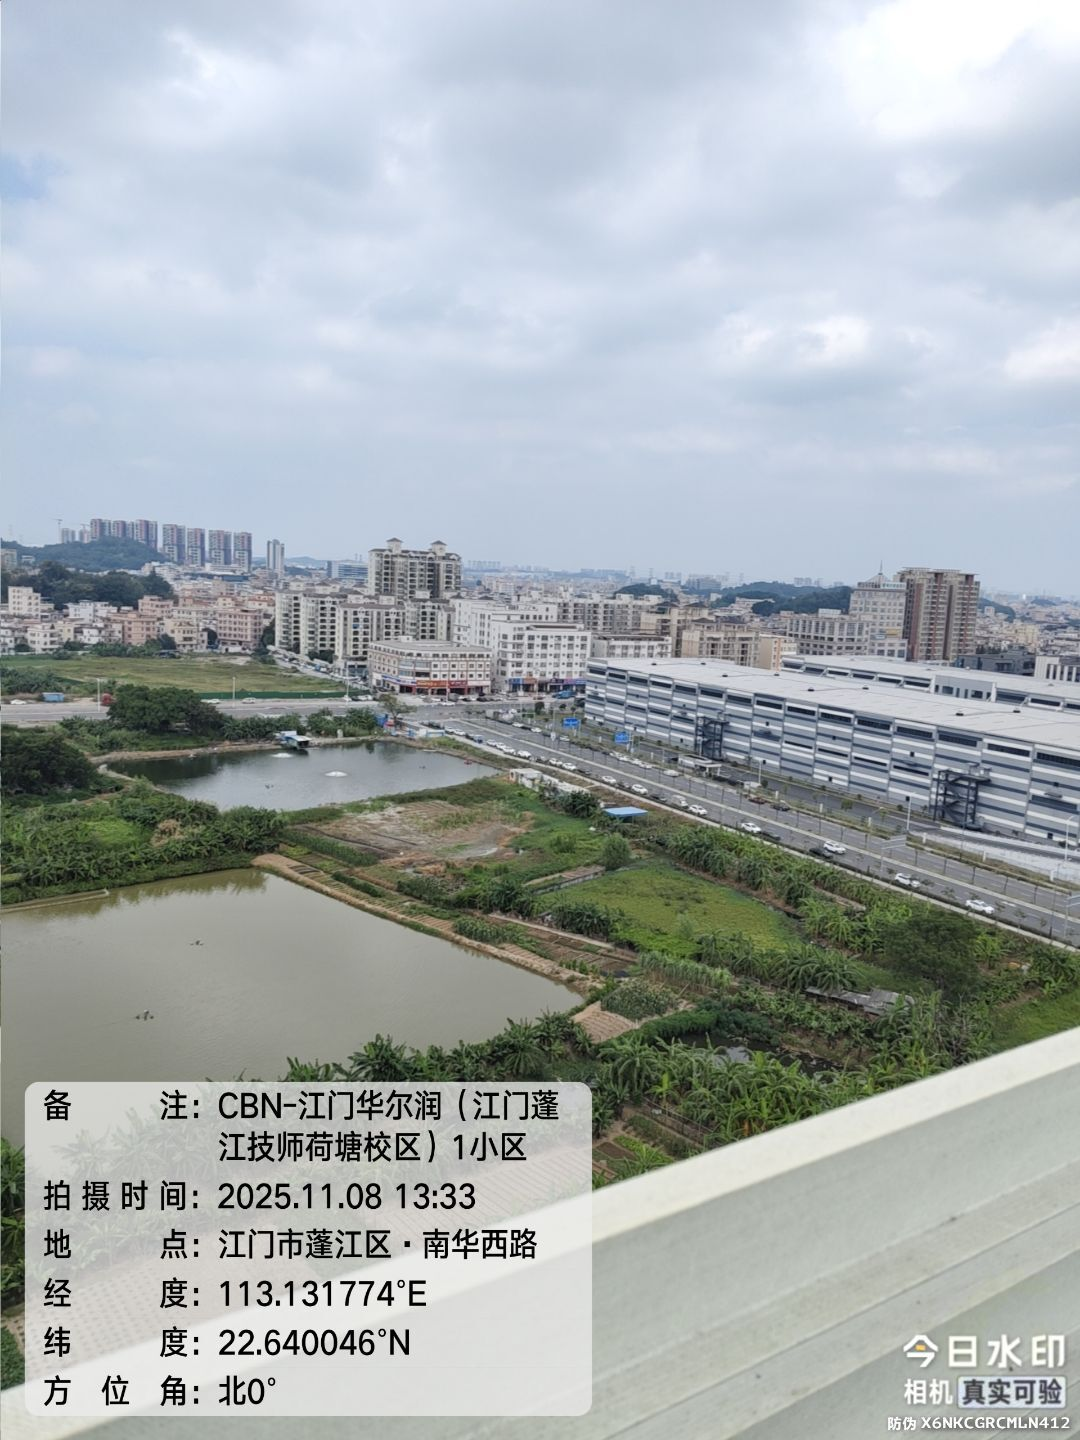 备注：CBN-江门华尔润（江门蓬
江技师荷塘校区）1小区
拍摄时间：2025.11.08 13:33
地点：江门市蓬江区·南华西路
经度：113.131774°E
纬度：22.640046°N
方位角：北0°
今日水印
相机 真实可验
防伪 X6NKCGRCMLN412